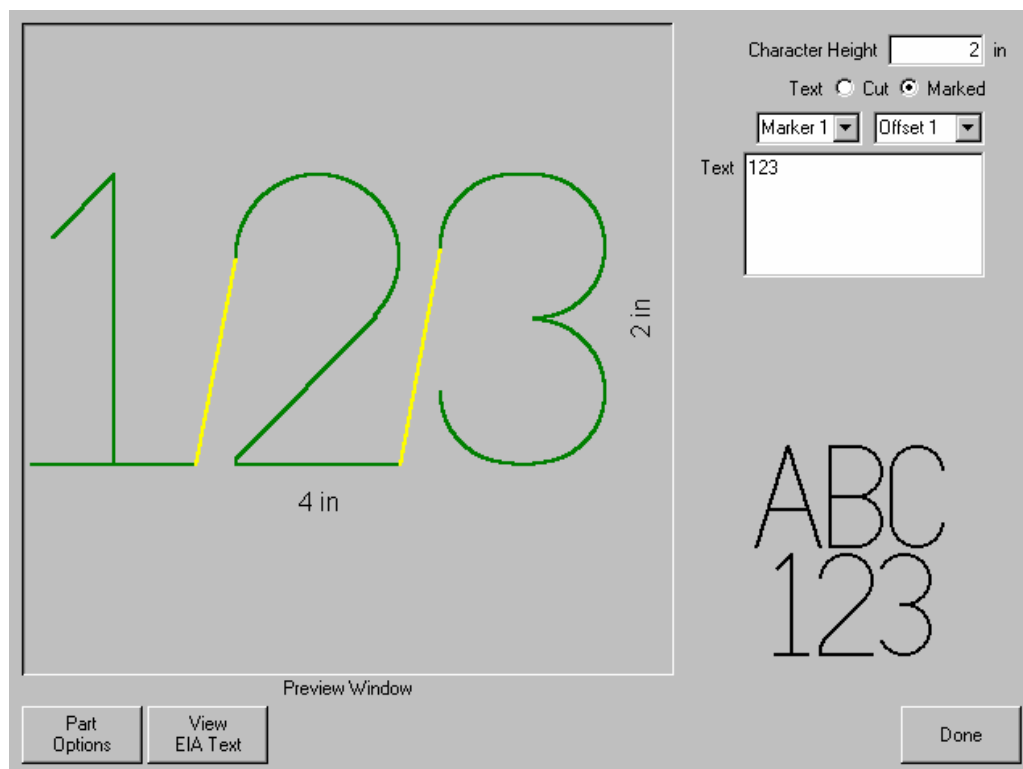 Character Height 2 in
Text Cut Marked
Marker 1 Offset 1
Text 123
123
2 in
4 in
ABC
123
Preview Window
Part Options
View EIA Text
Done